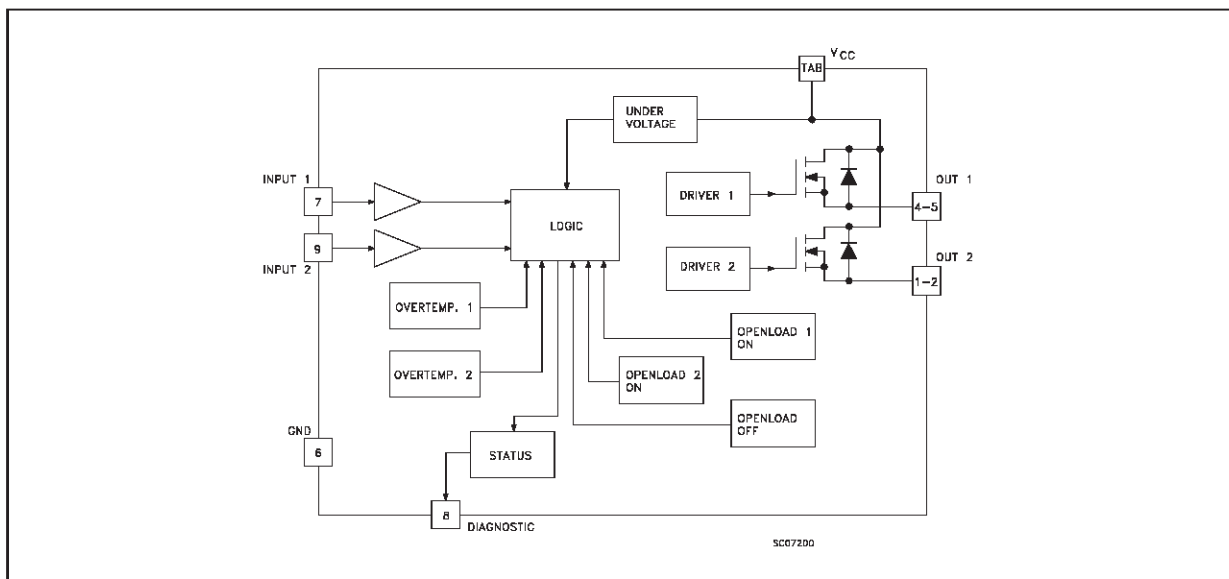 VCC
TAB
UNDER
VOLTAGE
INPUT 1
7
DRIVER 1
OUT 1
4-5
LOGIC
9
INPUT 2
DRIVER 2
OUT 2
1-2
OVERTEMP. 1
OPENLOAD 1
ON
OVERTEMP. 2
OPENLOAD 2
ON
OPENLOAD
OFF
GND
6
STATUS
8
DIAGNOSTIC
SC07200